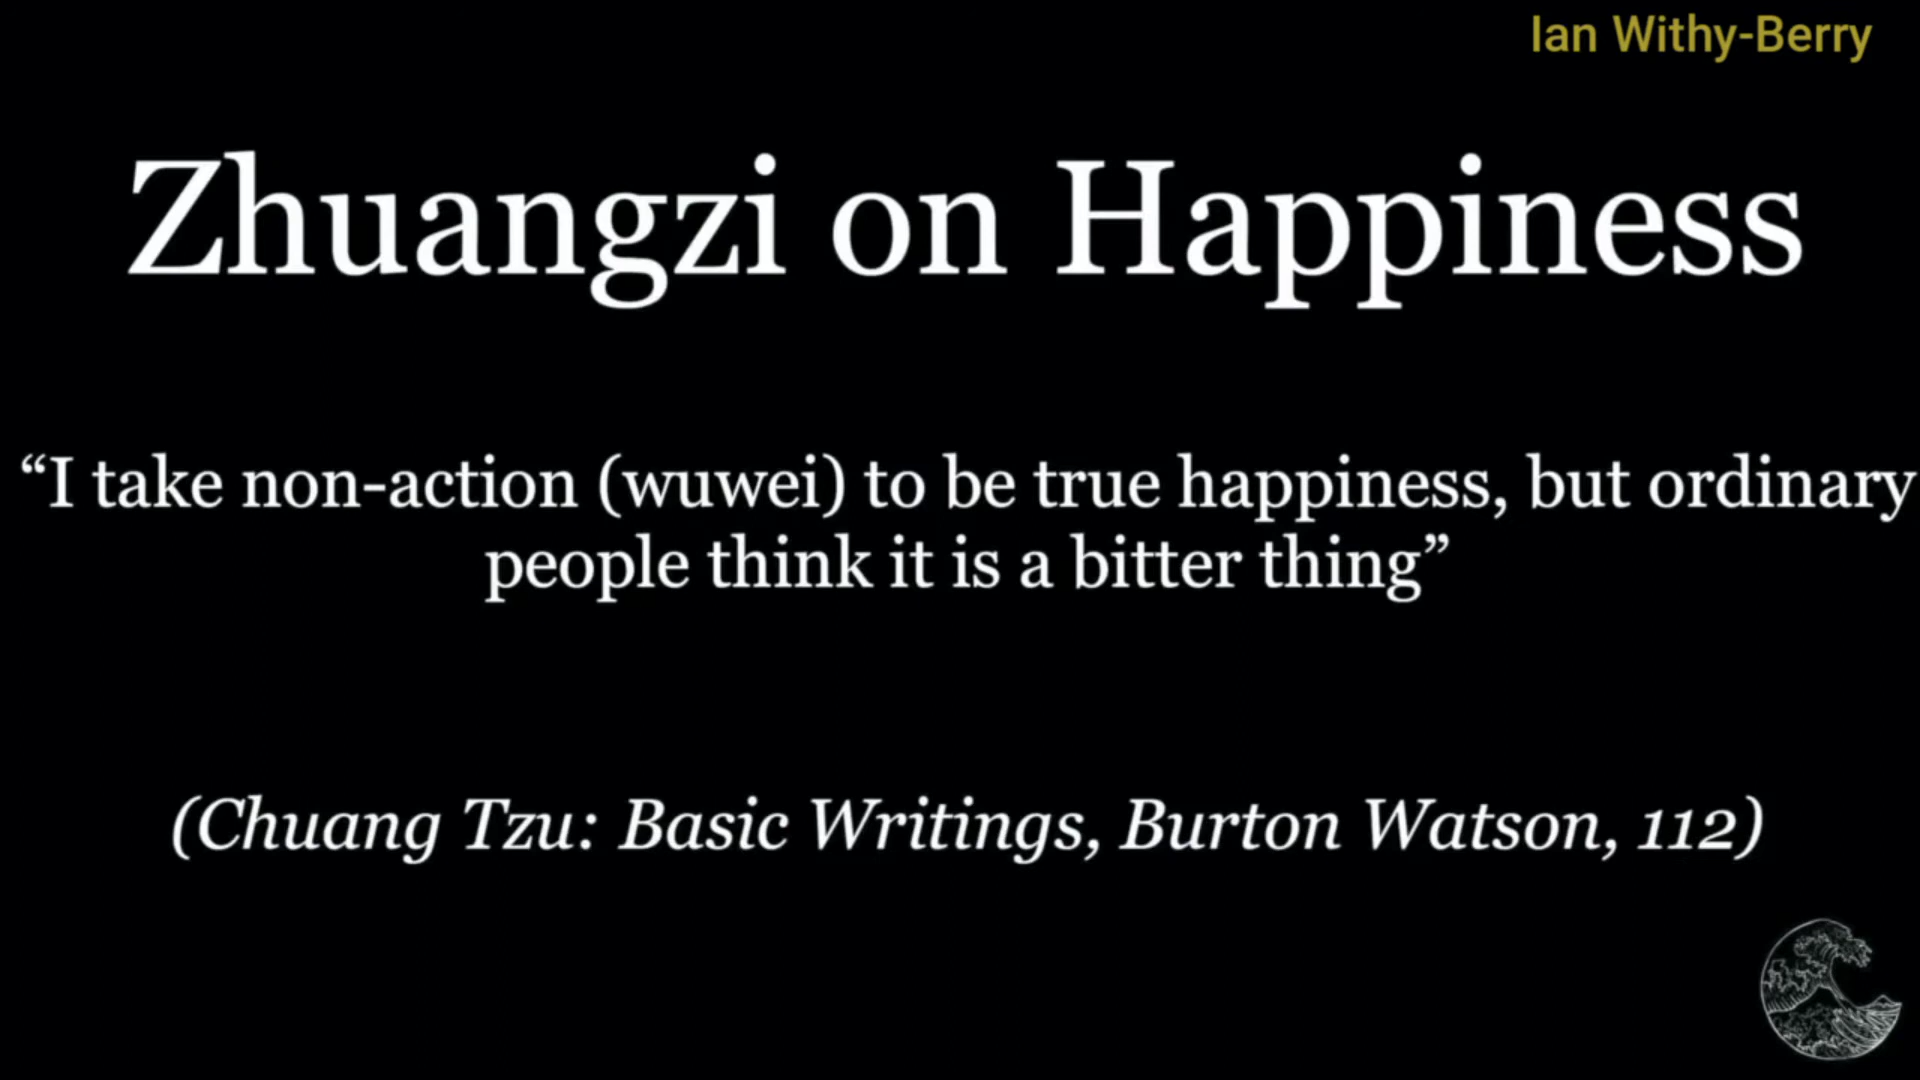 Ian Withy-Berry
Zhuangzi on Happiness
“I take non-action (wuwei) to be true happiness, but ordinary
people think it is a bitter thing”
(Chuang Tzu: Basic Writings, Burton Watson, 112)